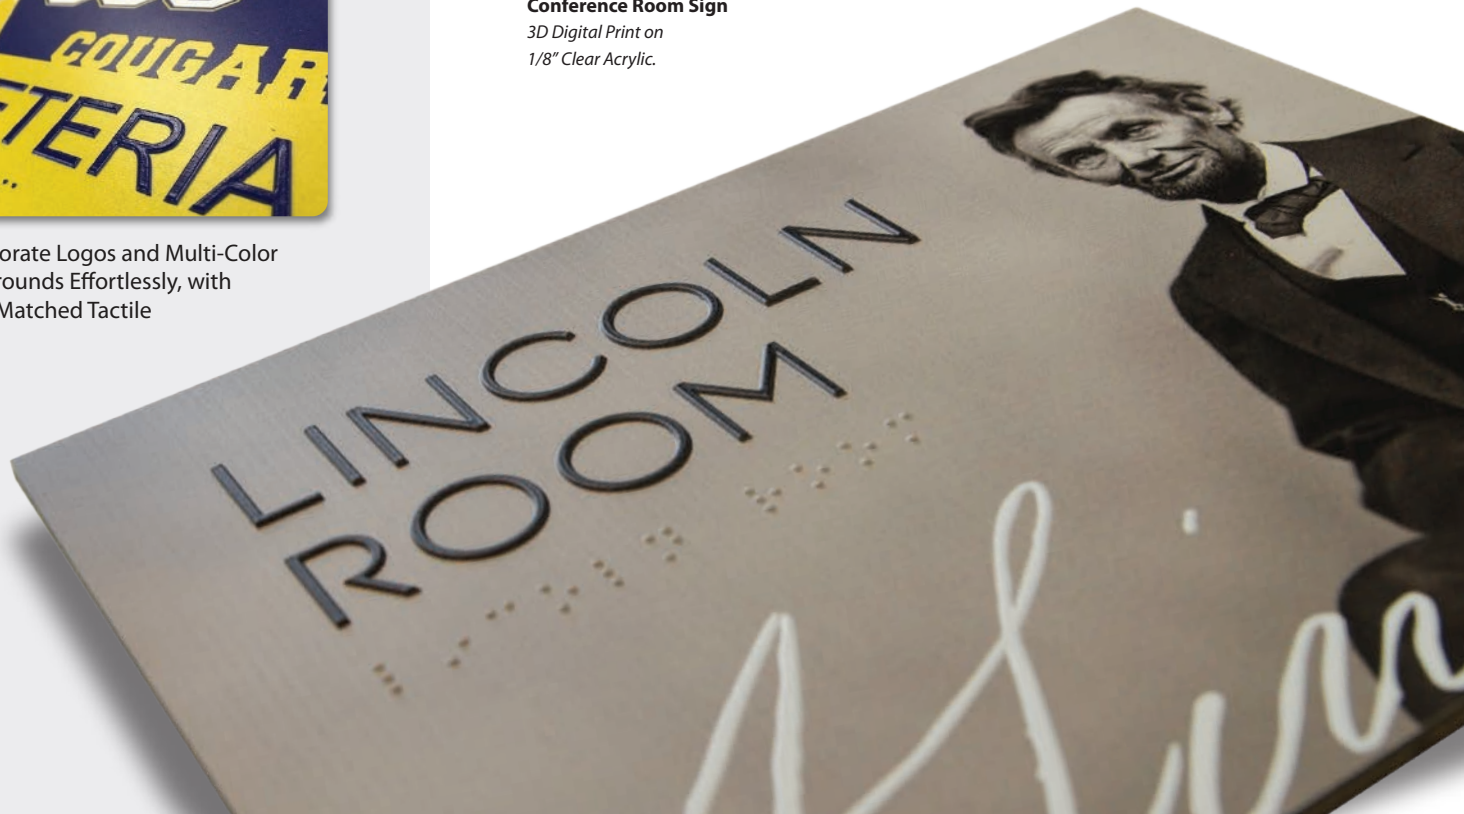 COUGAR
ETERIA
orate Logos and Multi-Color
rounds Effortlessly, with
Matched Tactile
Conference Room Sign
3D Digital Print on
1/8” Clear Acrylic.
LINCOLN
ROOM